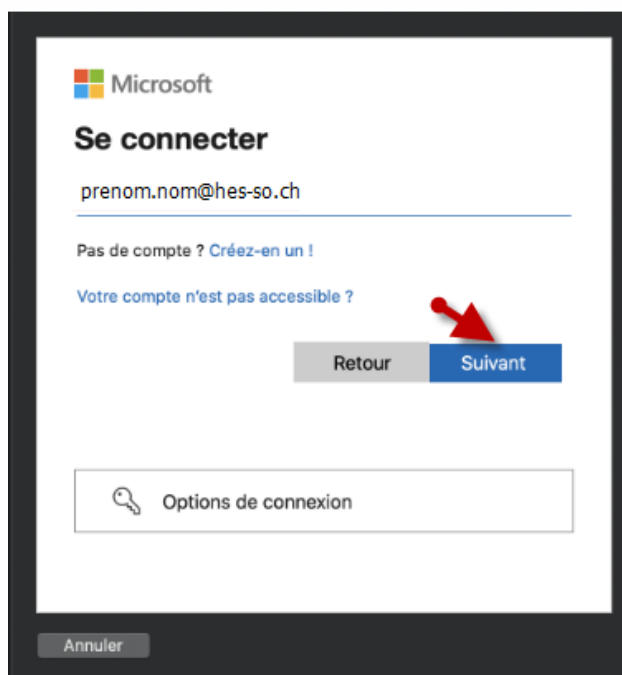 Microsoft
Se connecter
prenom.nom@hes-so.ch
Pas de compte ? Créez-en un !
Votre compte n'est pas accessible ?
Retour
Suivant
Options de connexion
Annuler